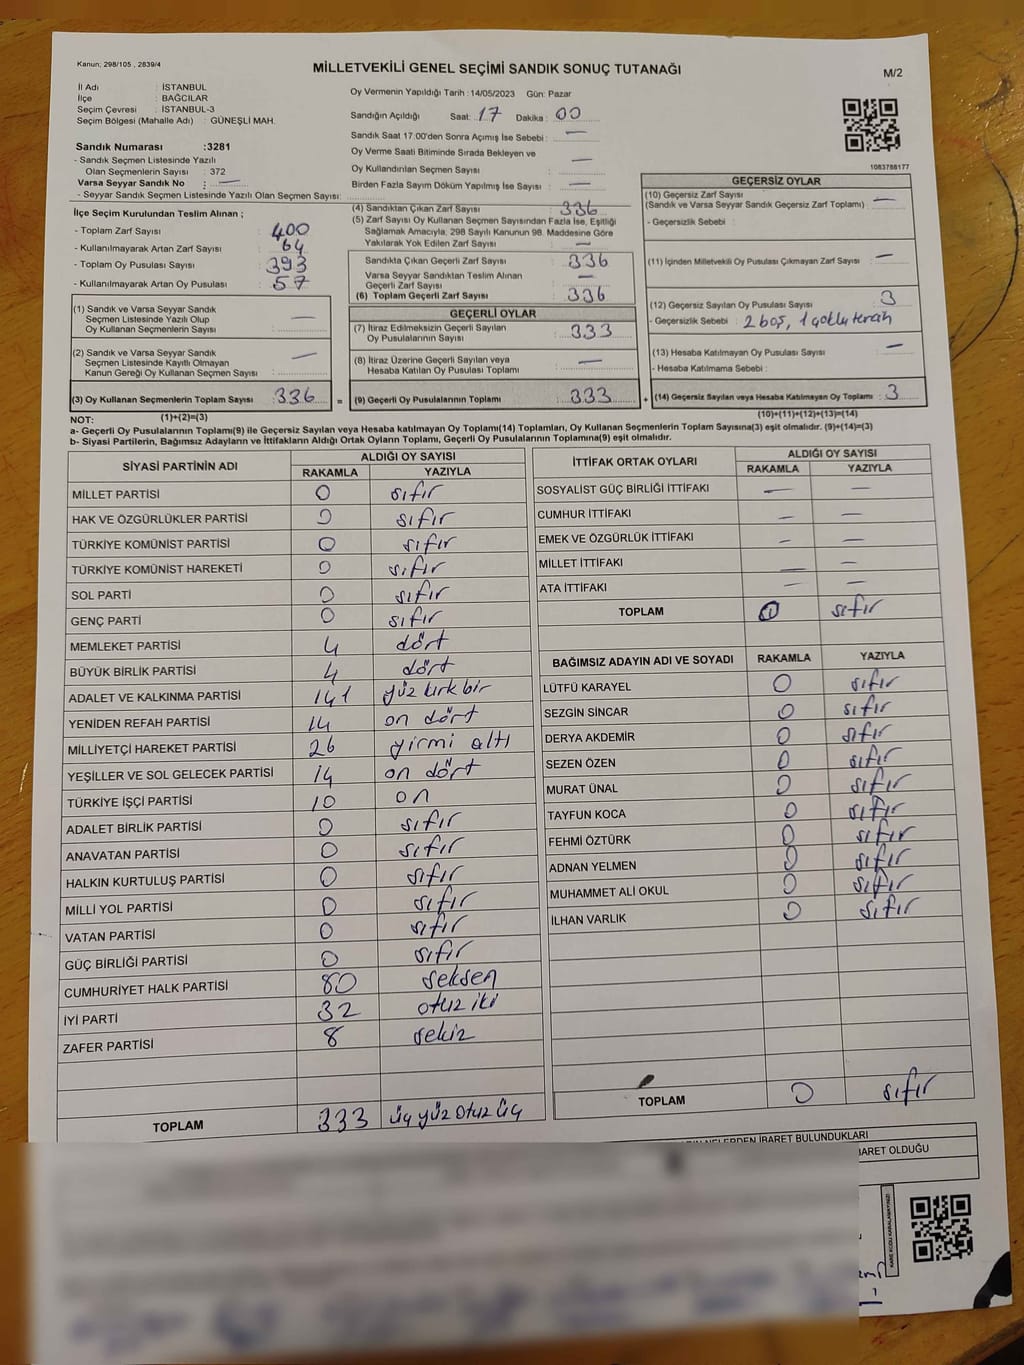 Kanun; 298/105 , 2839/4
MİLLETVEKİLİ GENEL SEÇİMİ SANDIK SONUÇ TUTANAĞI
M/2
İl Adı : İSTANBUL
İlçe : BAĞCILAR
Seçim Çevresi : İSTANBUL-3
Seçim Bölgesi (Mahalle Adı) : GÜNEŞLİ MAH.
Sandık Numarası :3281
- Sandık Seçmen Listesinde Yazılı
Olan Seçmenlerin Sayısı : 372
Varsa Seyyar Sandık No : —
- Seyyar Sandık Seçmen Listesinde Yazılı Olan Seçmen Sayısı:
İlçe Seçim Kurulundan Teslim Alınan ;
- Toplam Zarf Sayısı : 400
- Kullanılmayarak Artan Zarf Sayısı : 64
- Toplam Oy Pusulası Sayısı : 393
- Kullanılmayarak Artan Oy Pusulası : 57
Oy Vermenin Yapıldığı Tarih : 14/05/2023 Gün: Pazar
Sandığın Açıldığı Saat: 17 Dakika : 00
Sandık Saat 17.00'den Sonra Açımış İse Sebebi : —
Oy Verme Saati Bitiminde Sırada Bekleyen ve
Oy Kullandırılan Seçmen Sayısı : —
Birden Fazla Sayım Döküm Yapılmış İse Sayısı : —
(4) Sandıktan Çıkan Zarf Sayısı : 336
(5) Zarf Sayısı Oy Kullanan Seçmen Sayısından Fazla İse, Eşitliği
Sağlamak Amacıyla, 298 Sayılı Kanunun 98. Maddesine Göre
Yakılarak Yok Edilen Zarf Sayısı : —
Sandıkta Çıkan Geçerli Zarf Sayısı : 336
Varsa Seyyar Sandıktan Teslim Alınan
Geçerli Zarf Sayısı : —
(6) Toplam Geçerli Zarf Sayısı : 336
1083788177
GEÇERSİZ OYLAR
(10) Geçersiz Zarf Sayısı
(Sandık ve Varsa Seyyar Sandık Geçersiz Zarf Toplamı) : —
- Geçersizlik Sebebi :
(11) İçinden Milletvekili Oy Pusulası Çıkmayan Zarf Sayısı : —
(12) Geçersiz Sayılan Oy Pusulası Sayısı : 3
- Geçersizlik Sebebi : 2 boş, 1 çoklu tercih
(13) Hesaba Katılmayan Oy Pusulası Sayısı : —
- Hesaba Katılmama Sebebi :
(1) Sandık ve Varsa Seyyar Sandık
Seçmen Listesinde Yazılı Olup
Oy Kullanan Seçmenlerin Sayısı : —
(2) Sandık ve Varsa Seyyar Sandık
Seçmen Listesinde Kayıtlı Olmayan
Kanun Gereği Oy Kullanan Seçmen Sayısı : —
GEÇERLİ OYLAR
(7) İtiraz Edilmeksizin Geçerli Sayılan
Oy Pusulalarının Sayısı : 333
(8) İtiraz Üzerine Geçerli Sayılan veya
Hesaba Katılan Oy Pusulası Toplamı : —
(3) Oy Kullanan Seçmenlerin Toplam Sayısı : 336 = (9) Geçerli Oy Pusulalarının Toplamı : 333 + (14) Geçersiz Sayılan veya Hesaba Katılmayan Oy Toplamı : 3
(1)+(2)=(3) (10)+(11)+(12)+(13)=(14)
NOT:
a- Geçerli Oy Pusulalarının Toplamı(9) ile Geçersiz Sayılan veya Hesaba katılmayan Oy Toplamı(14) Toplamları, Oy Kullanan Seçmenlerin Toplam Sayısına(3) eşit olmalıdır. (9)+(14)=(3)
b- Siyasi Partilerin, Bağımsız Adayların ve İttifakların Aldığı Ortak Oyların Toplamı, Geçerli Oy Pusulalarının Toplamına(9) eşit olmalıdır.
SİYASİ PARTİNİN ADI ALDIĞI OY SAYISI
RAKAMLA YAZIYLA
MİLLET PARTİSİ 0 sıfır
HAK VE ÖZGÜRLÜKLER PARTİSİ 0 sıfır
TÜRKİYE KOMÜNİST PARTİSİ 0 sıfır
TÜRKİYE KOMÜNİST HAREKETİ 0 sıfır
SOL PARTİ 0 sıfır
GENÇ PARTİ 0 sıfır
MEMLEKET PARTİSİ 4 dört
BÜYÜK BİRLİK PARTİSİ 4 dört
ADALET VE KALKINMA PARTİSİ 141 yüz kırk bir
YENİDEN REFAH PARTİSİ 14 on dört
MİLLİYETÇİ HAREKET PARTİSİ 26 yirmi altı
YEŞİLLER VE SOL GELECEK PARTİSİ 14 on dört
TÜRKİYE İŞÇİ PARTİSİ 10 on
ADALET BİRLİK PARTİSİ 0 sıfır
ANAVATAN PARTİSİ 0 sıfır
HALKIN KURTULUŞ PARTİSİ 0 sıfır
MİLLİ YOL PARTİSİ 0 sıfır
VATAN PARTİSİ 0 sıfır
GÜÇ BİRLİĞİ PARTİSİ 0 sıfır
CUMHURİYET HALK PARTİSİ 80 seksen
İYİ PARTİ 32 otuz iki
ZAFER PARTİSİ 8 sekiz
TOPLAM 333 üç yüz otuz üç
İTTİFAK ORTAK OYLARI ALDIĞI OY SAYISI
RAKAMLA YAZIYLA
SOSYALİST GÜÇ BİRLİĞİ İTTİFAKI — —
CUMHUR İTTİFAKI — —
EMEK VE ÖZGÜRLÜK İTTİFAKI — —
MİLLET İTTİFAKI — —
ATA İTTİFAKI — —
TOPLAM 0 sıfır
BAĞIMSIZ ADAYIN ADI VE SOYADI RAKAMLA YAZIYLA
LÜTFÜ KARAYEL 0 sıfır
SEZGİN SİNCAR 0 sıfır
DERYA AKDEMİR 0 sıfır
SEZEN ÖZEN 0 sıfır
MURAT ÜNAL 0 sıfır
TAYFUN KOCA 0 sıfır
FEHMİ ÖZTÜRK 0 sıfır
ADNAN YELMEN 0 sıfır
MUHAMMET ALİ OKUL 0 sıfır
İLHAN VARLIK 0 sıfır
TOPLAM 0 sıfır
NELERDEN İBARET BULUNDUKLARI
İBARET OLDUĞU